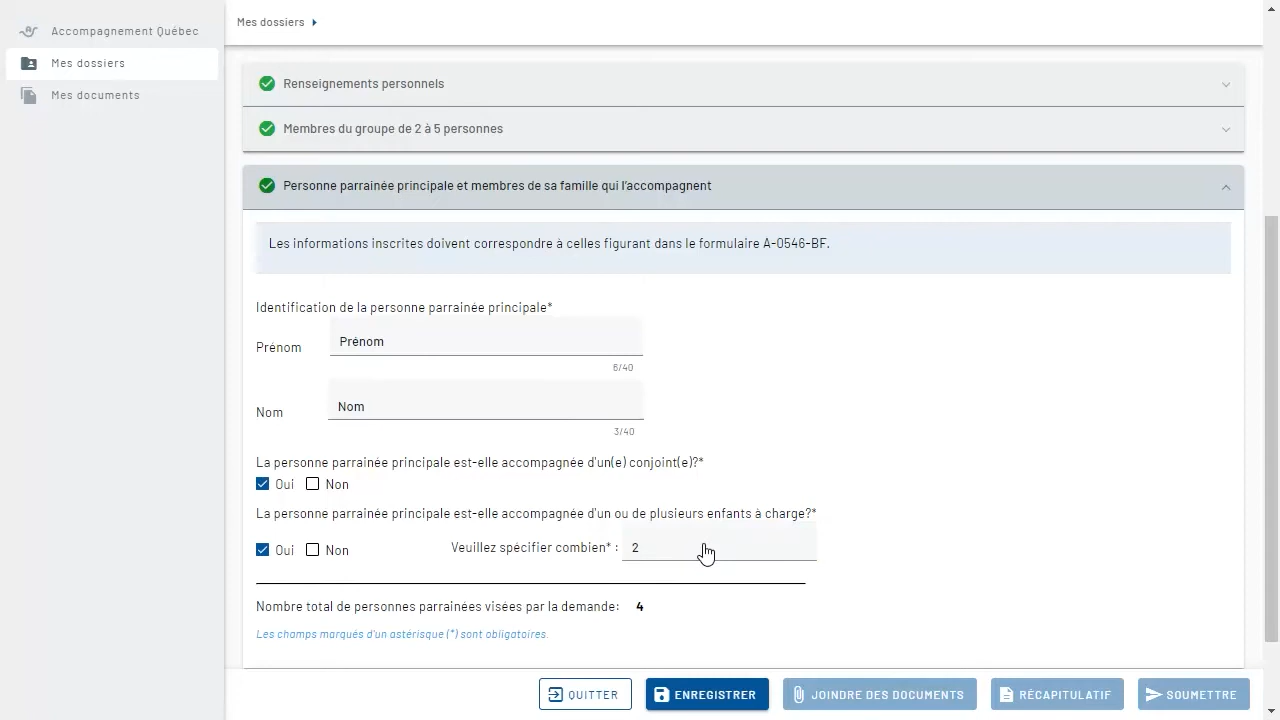 Accompagnement Québec
Mes dossiers
Mes documents
Mes dossiers
Renseignements personnels
Membres du groupe de 2 à 5 personnes
Personne parrainée principale et membres de sa famille qui l'accompagnent
Les informations inscrites doivent correspondre à celles figurant dans le formulaire A-0546-BF.
Identification de la personne parrainée principale*
Prénom Prénom
6/40
Nom Nom
3/40
La personne parrainée principale est-elle accompagnée d'un(e) conjoint(e)?*
Oui Non
La personne parrainée principale est-elle accompagnée d'un ou de plusieurs enfants à charge?*
Oui Non Veuillez spécifier combien* : 2
Nombre total de personnes parrainées visées par la demande: 4
Les champs marqués d'un astérisque (*) sont obligatoires.
QUITTER ENREGISTRER JOINDRE DES DOCUMENTS RÉCAPITULATIF SOUMETTRE